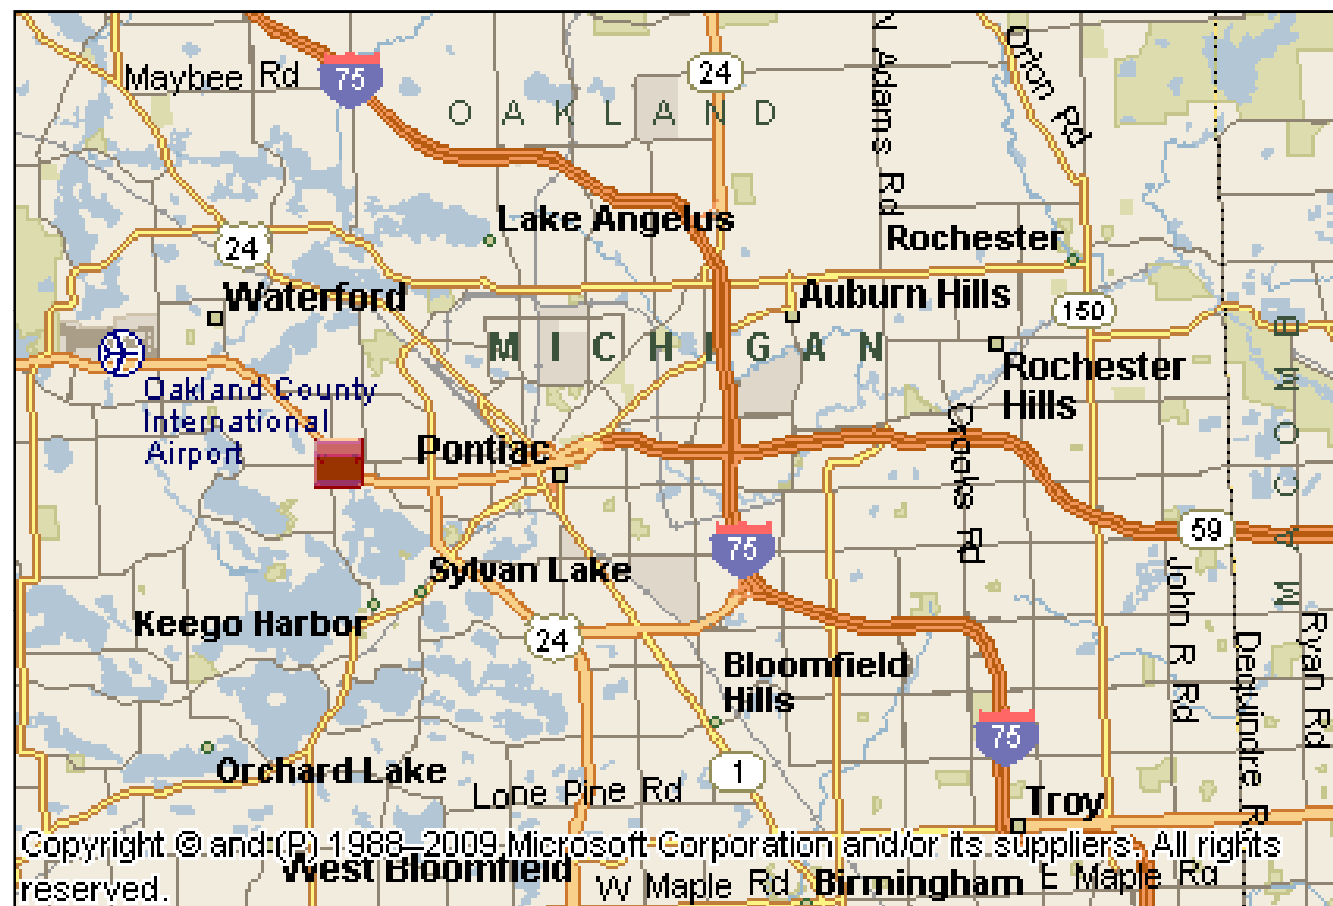 Maybee Rd
75
24
N Adams Rd
Orion Rd
OAKLAND
Lake Angelus
Rochester
24
Waterford
Auburn Hills
150
MICHIGAN
Rochester
Hills
Oakland County
International
Airport
Pontiac
Crooks Rd
MACOMB
75
59
Sylvan Lake
John R Rd
Keego Harbor
24
Bloomfield
Hills
Dequindre R
Ryan Rd
75
Orchard Lake
1
Lone Pine Rd
Troy
Copyright © and (P) 1988–2009 Microsoft Corporation and/or its suppliers. All rights
reserved.
West Bloomfield
W Maple Rd
Birmingham
E Maple Rd